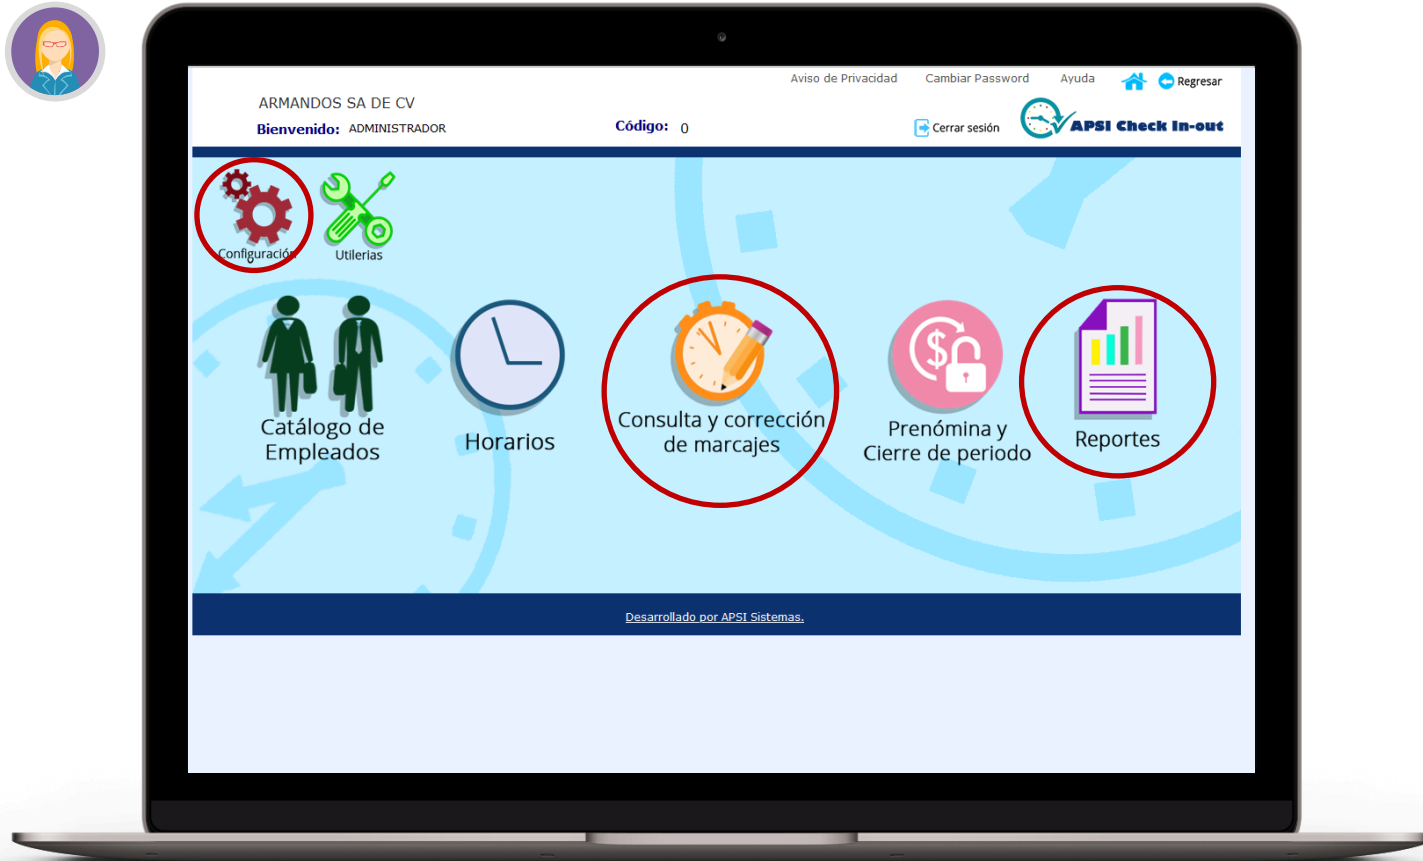 Aviso de Privacidad Cambiar Password Ayuda Regresar
ARMANDOS SA DE CV
Bienvenido: ADMINISTRADOR Código: 0 Cerrar sesión APSI Check In-out
Configuración Utilerias
Catálogo de
Empleados
Horarios
Consulta y corrección
de marcajes
Prenómina y
Cierre de periodo
Reportes
Desarrollado por APSI Sistemas.